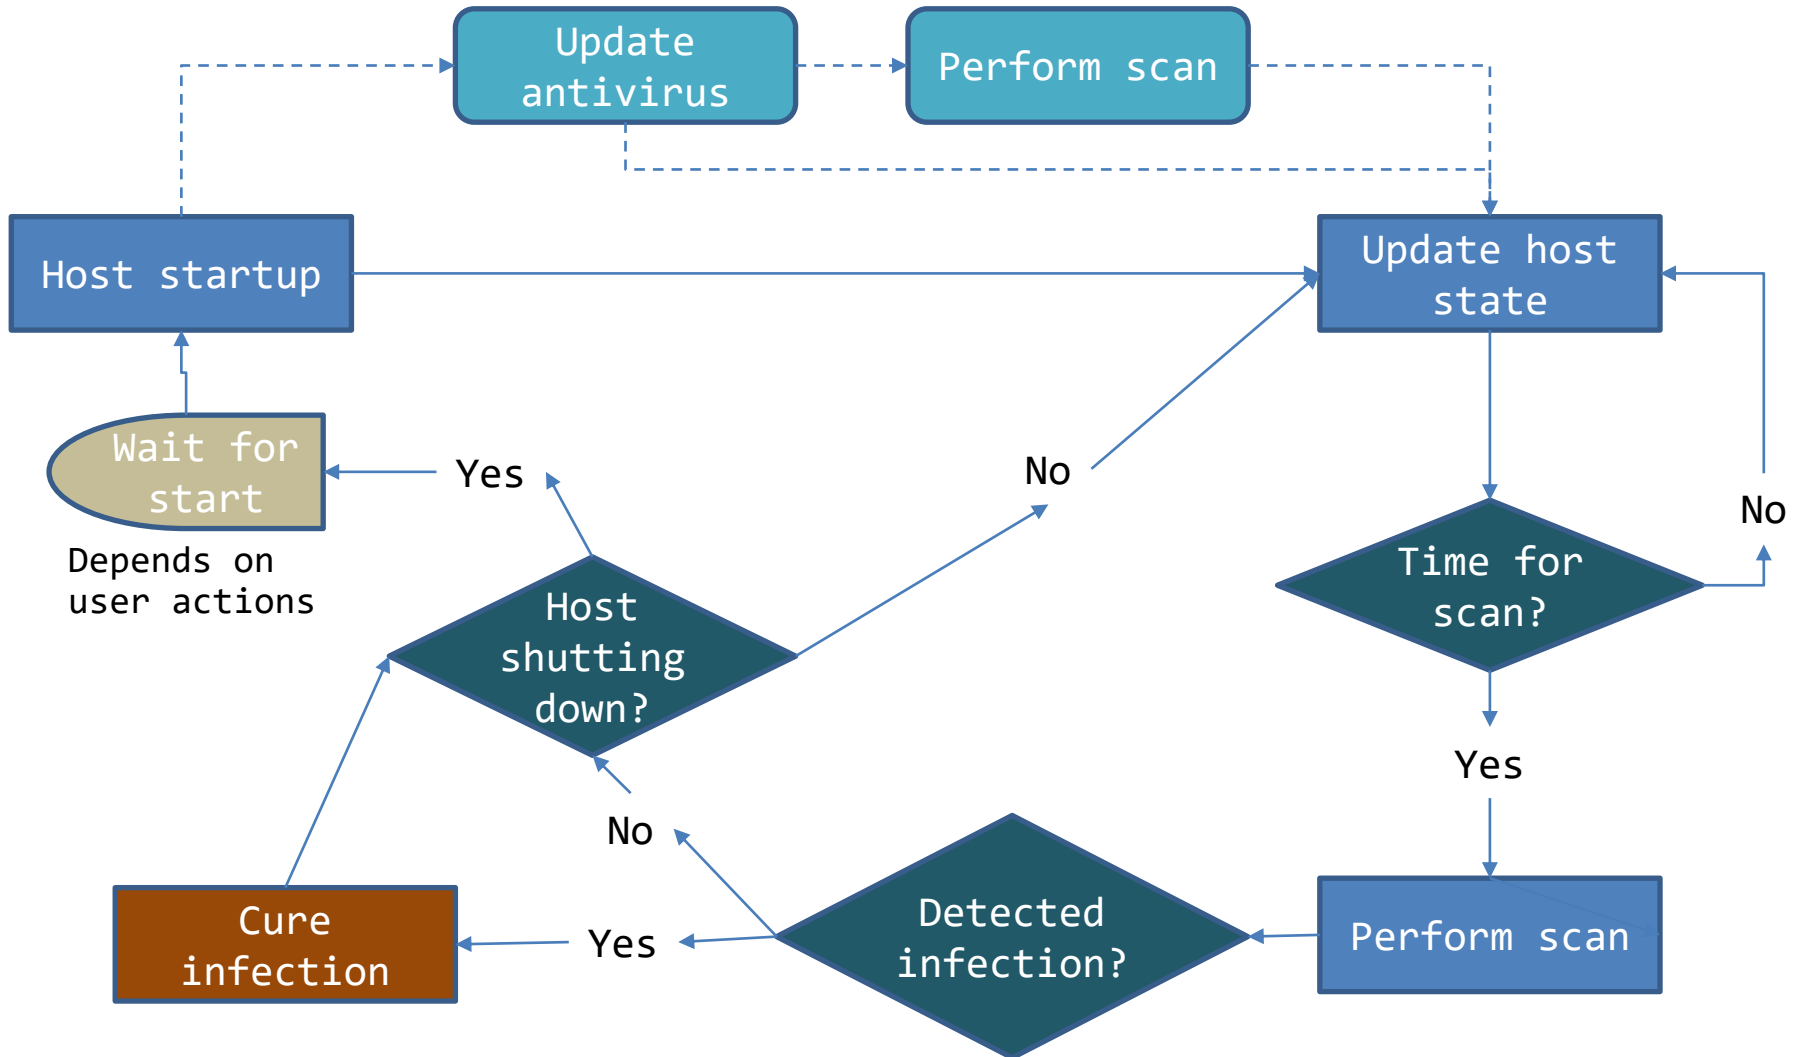 Update
antivirus
Perform scan
Host startup
Update host
state
Wait for
start
Depends on
user actions
Yes
No
No
Time for
scan?
Host
shutting
down?
Yes
No
Cure
infection
Yes
Detected
infection?
Perform scan